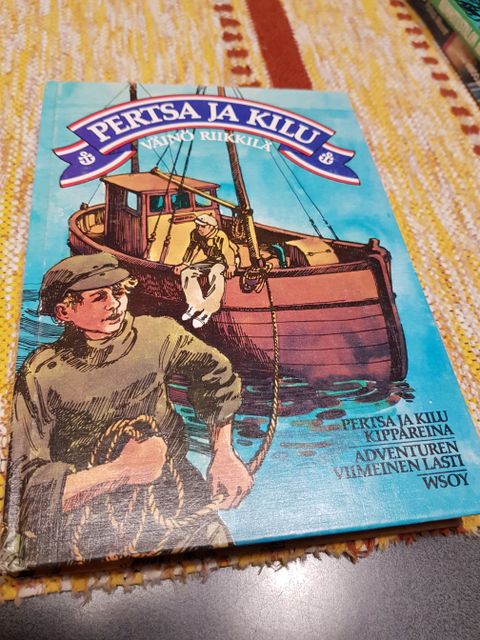 PERTSA JA KILU
VÄINÖ RIIKKILÄ
PERTSA JA KILU
KIPPAREINA
ADVENTUREN
VIIMEINEN LASTI
WSOY